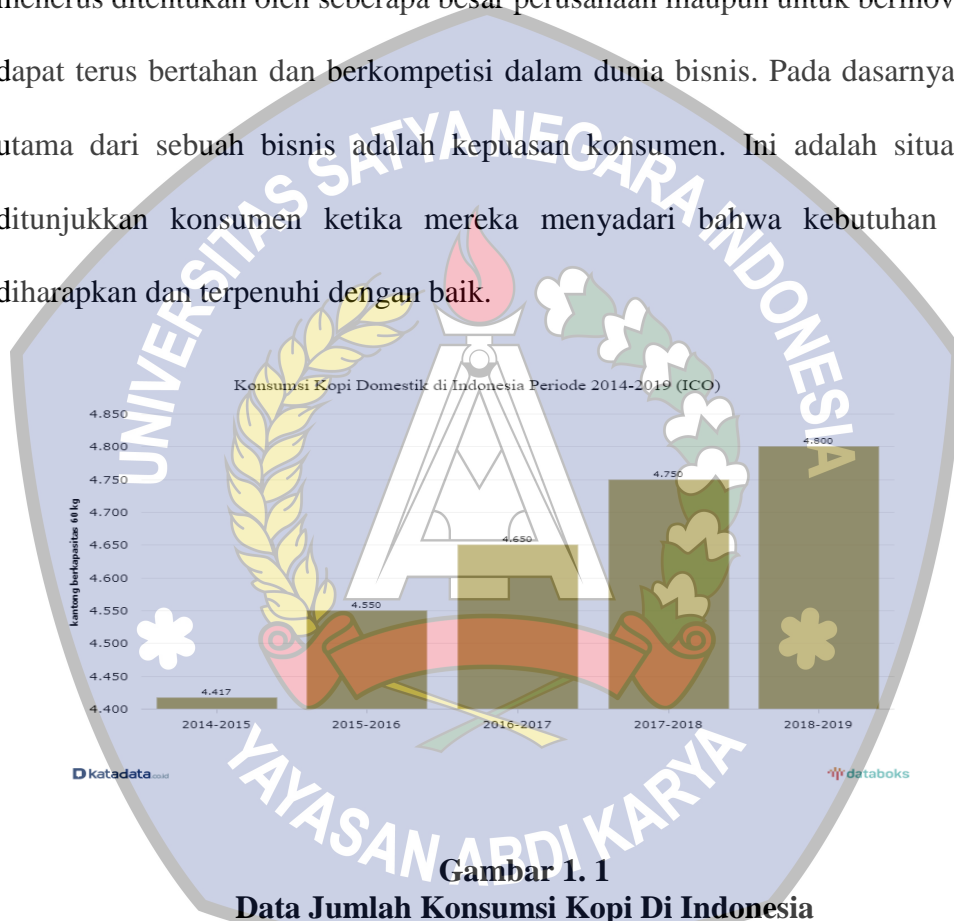 menerus ditentukan oleh seberapa besar perusahaan maupun untuk berinov
dapat terus bertahan dan berkompetisi dalam dunia bisnis. Pada dasarnya
utama dari sebuah bisnis adalah kepuasan konsumen. Ini adalah situa
ditunjukkan konsumen ketika mereka menyadari bahwa kebutuhan
diharapkan dan terpenuhi dengan baik.
UNIVERSITAS SATYA NEGARA INDONESIA
Konsumsi Kopi Domestik di Indonesia Periode 2014-2019 (ICO)
kantong berkapasitas 60 kg
4.850
4.800
4.750
4.700
4.650
4.600
4.550
4.500
4.450
4.400
4.417
4.550
4.650
4.750
4.800
2014-2015
2015-2016
2016-2017
2017-2018
2018-2019
katadata.co.id
databoks
YAYASAN ABDI KARYA
Gambar 1. 1
Data Jumlah Konsumsi Kopi Di Indonesia